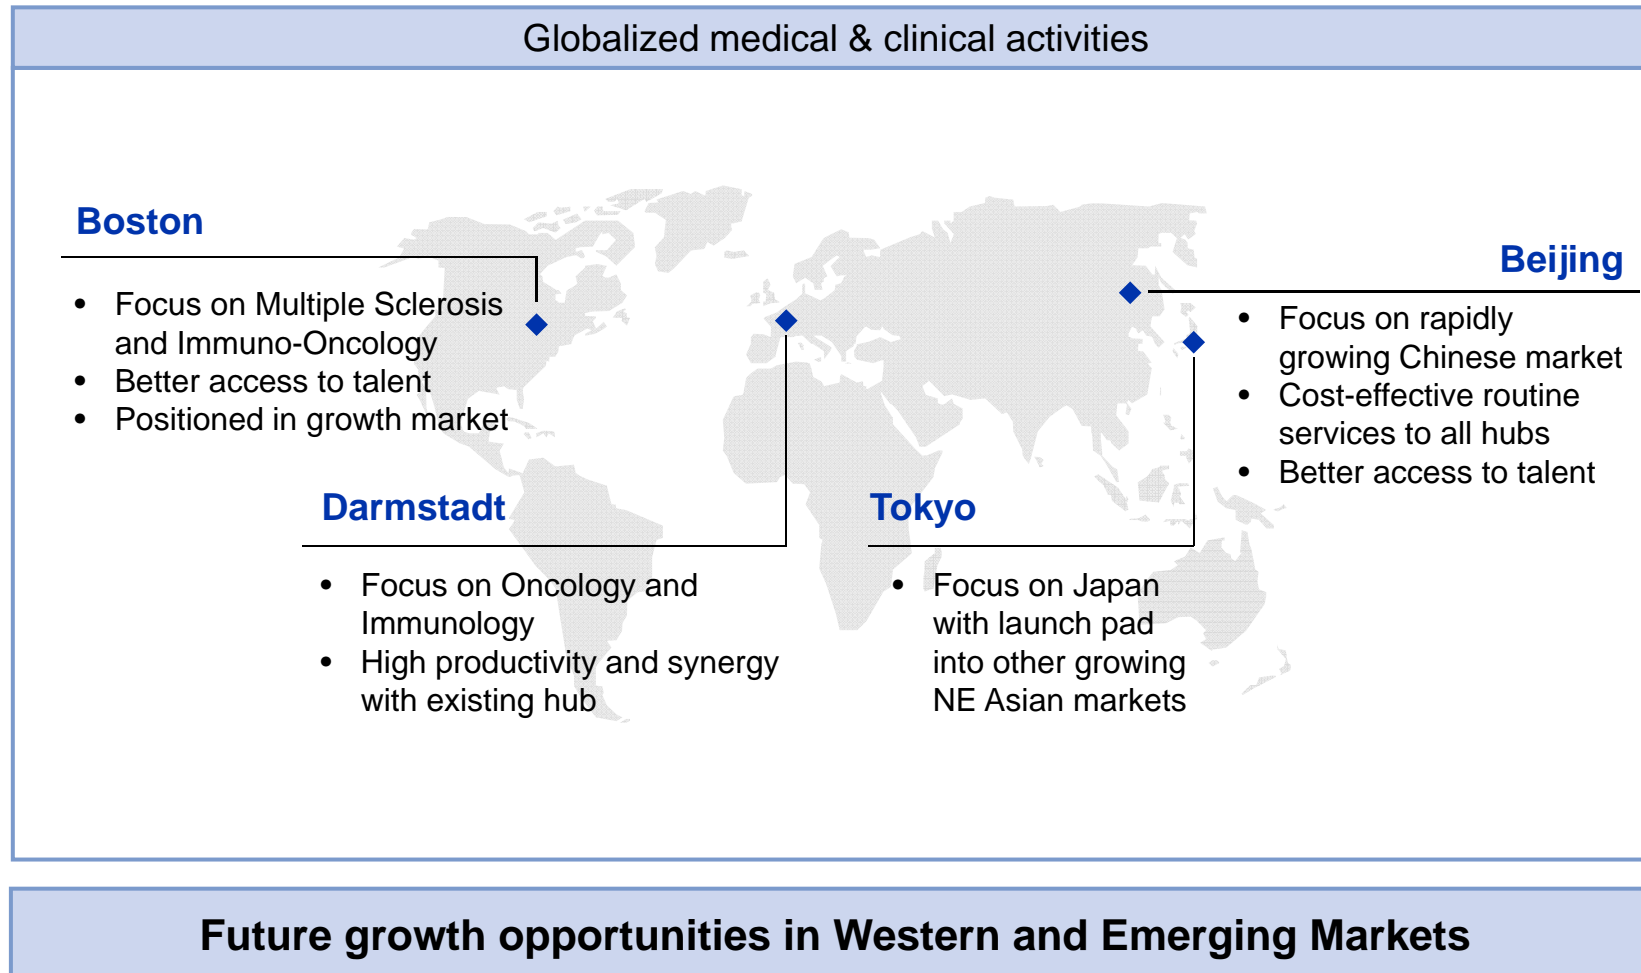 Globalized medical & clinical activities
Boston
• Focus on Multiple Sclerosis
and Immuno-Oncology
• Better access to talent
• Positioned in growth market
Beijing
• Focus on rapidly
growing Chinese market
• Cost-effective routine
services to all hubs
• Better access to talent
Darmstadt
• Focus on Oncology and
Immunology
• High productivity and synergy
with existing hub
Tokyo
• Focus on Japan
with launch pad
into other growing
NE Asian markets
Future growth opportunities in Western and Emerging Markets